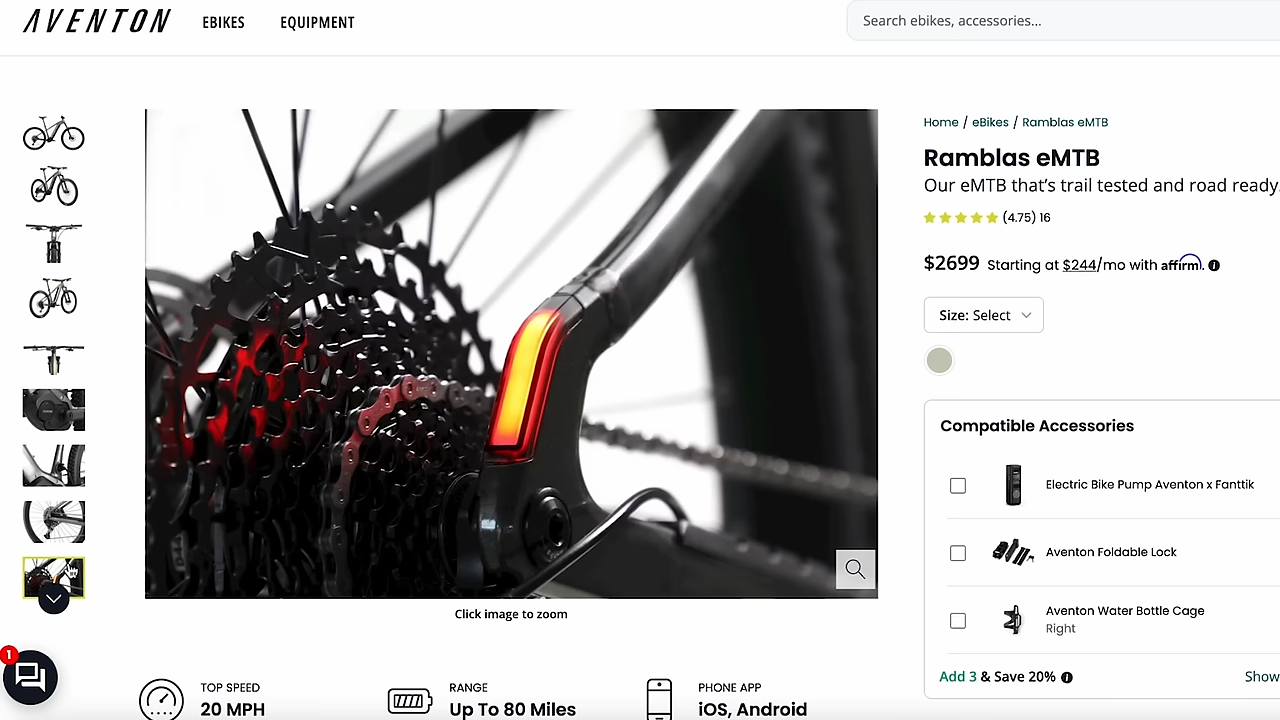 AVENTON
EBIKES
EQUIPMENT
Search ebikes, accessories...
Home / eBikes / Ramblas eMTB
Ramblas eMTB
Our eMTB that’s trail tested and road ready.
(4.75) 16
$2699 Starting at $244/mo with affirm.
Size: Select
Compatible Accessories
Electric Bike Pump Aventon x Fanttik
Aventon Foldable Lock
Aventon Water Bottle Cage
Right
Add 3 & Save 20%
Show
Click image to zoom
1
TOP SPEED
20 MPH
RANGE
Up To 80 Miles
PHONE APP
iOS, Android